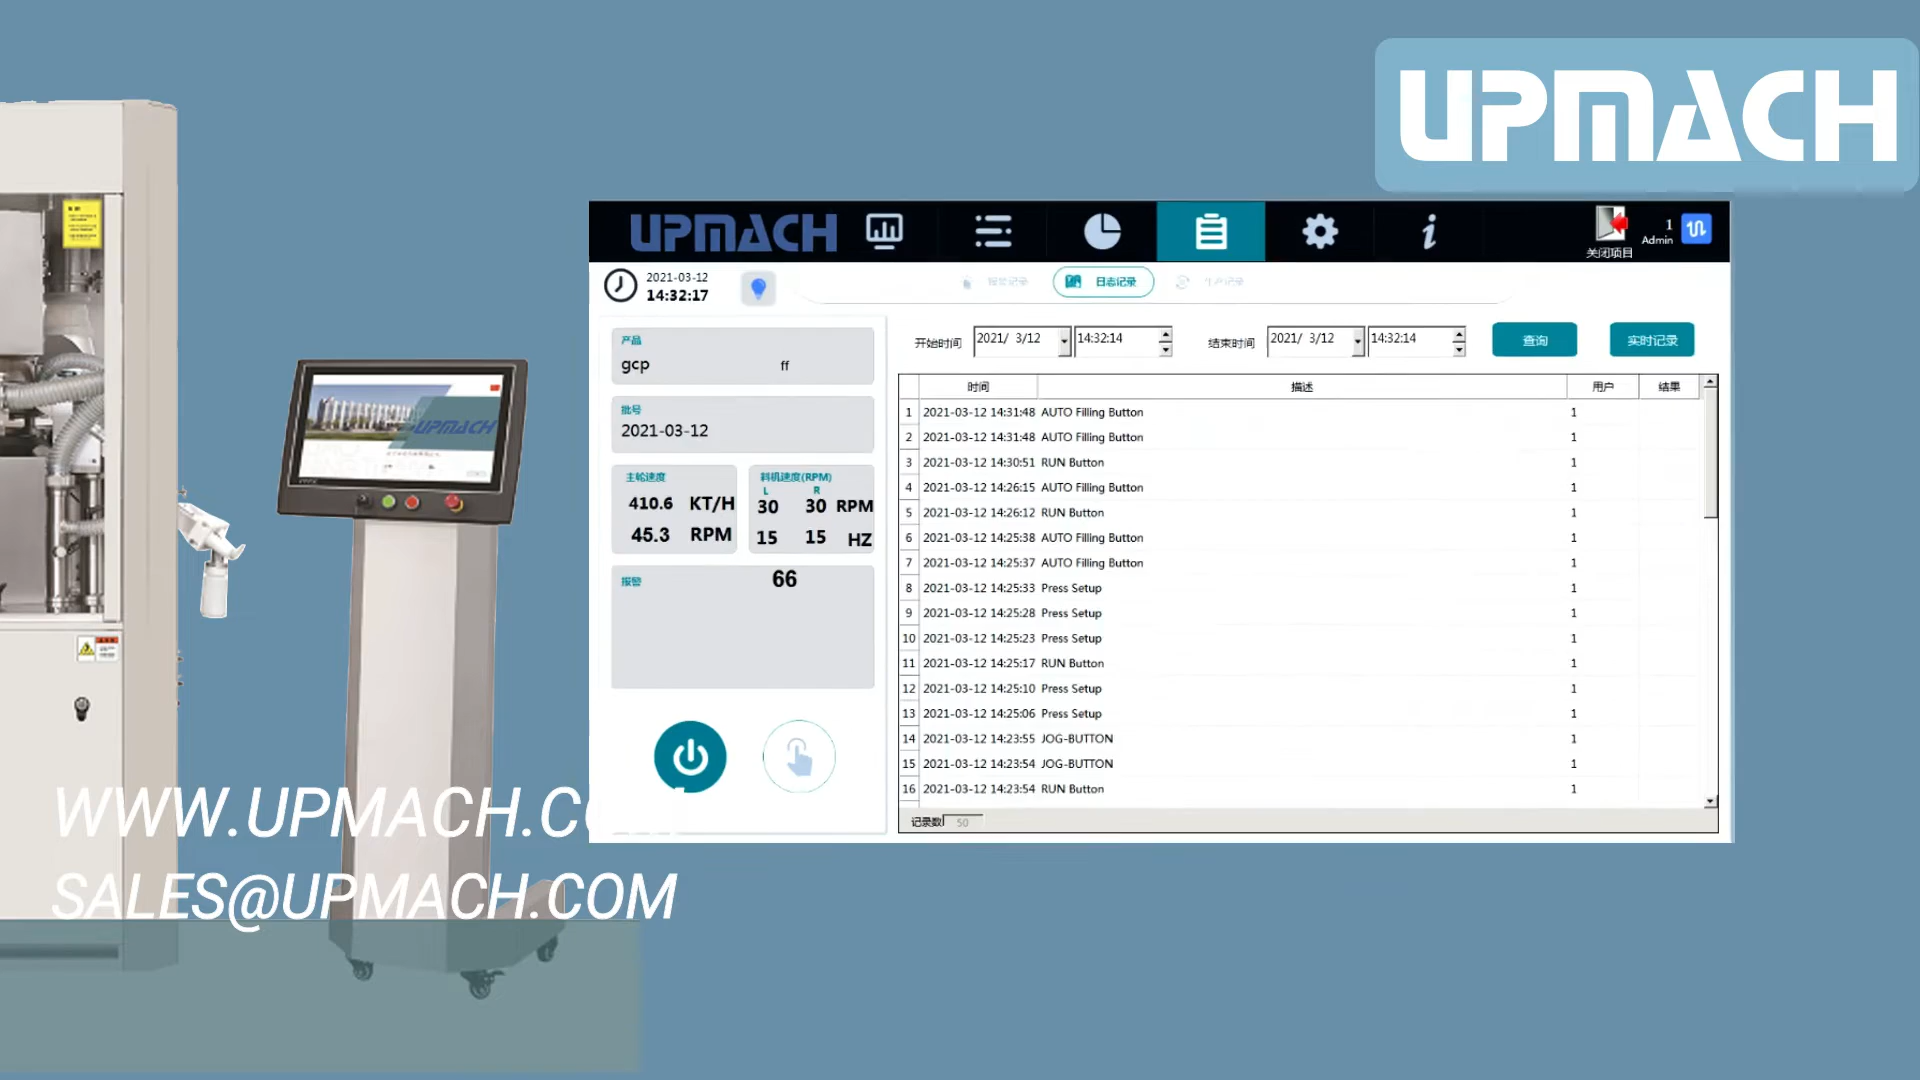 UPMACH
UPMACH
关闭项目
1
Admin
2021-03-12
14:32:17
报警记录
日志记录
生产记录
产品
gcp ff
批号
2021-03-12
主轮速度
410.6 KT/H
45.3 RPM
料机速度(RPM)
L R
30 30 RPM
15 15 HZ
报警 66
开始时间 2021/ 3/12 14:32:14 结束时间 2021/ 3/12 14:32:14 查询 实时记录
时间 描述 用户 结果
1 2021-03-12 14:31:48 AUTO Filling Button 1
2 2021-03-12 14:31:48 AUTO Filling Button 1
3 2021-03-12 14:30:51 RUN Button 1
4 2021-03-12 14:26:15 AUTO Filling Button 1
5 2021-03-12 14:26:12 RUN Button 1
6 2021-03-12 14:25:38 AUTO Filling Button 1
7 2021-03-12 14:25:37 AUTO Filling Button 1
8 2021-03-12 14:25:33 Press Setup 1
9 2021-03-12 14:25:28 Press Setup 1
10 2021-03-12 14:25:23 Press Setup 1
11 2021-03-12 14:25:17 RUN Button 1
12 2021-03-12 14:25:10 Press Setup 1
13 2021-03-12 14:25:06 Press Setup 1
14 2021-03-12 14:23:55 JOG-BUTTON 1
15 2021-03-12 14:23:54 JOG-BUTTON 1
16 2021-03-12 14:23:54 RUN Button 1
记录数 50
UPMACH
WWW.UPMACH.COM
SALES@UPMACH.COM